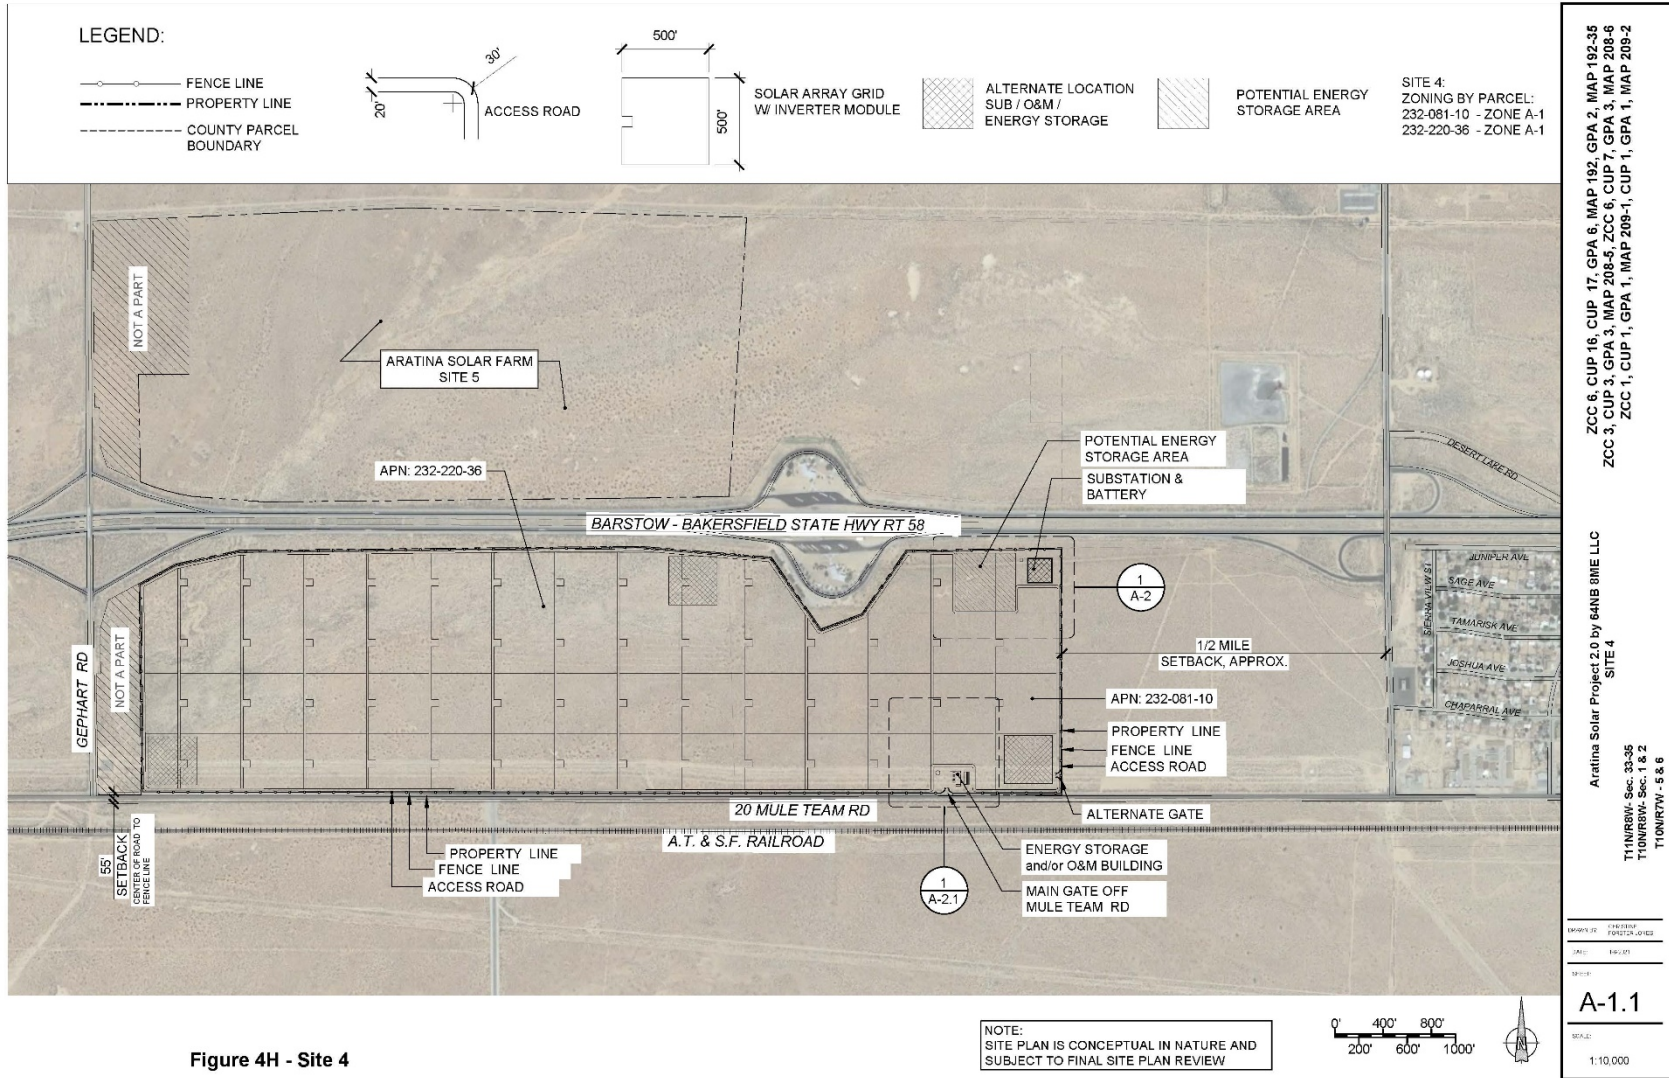 LEGEND:
FENCE LINE
PROPERTY LINE
COUNTY PARCEL
BOUNDARY
20'
30'
ACCESS ROAD
500'
500'
SOLAR ARRAY GRID
W/ INVERTER MODULE
ALTERNATE LOCATION
SUB / O&M /
ENERGY STORAGE
POTENTIAL ENERGY
STORAGE AREA
SITE 4:
ZONING BY PARCEL:
232-081-10 - ZONE A-1
232-220-36 - ZONE A-1
NOT A PART
ARATINA SOLAR FARM
SITE 5
APN: 232-220-36
BARSTOW - BAKERSFIELD STATE HWY RT 58
POTENTIAL ENERGY
STORAGE AREA
SUBSTATION &
BATTERY
DESERT LAKE RD
1
A-2
JUNIPER AVE
SAGE AVE
TAMARISK AVE
JOSHUA AVE
CHAPARRAL AVE
1/2 MILE
SETBACK, APPROX.
GEPHART RD
NOT A PART
APN: 232-081-10
PROPERTY LINE
FENCE LINE
ACCESS ROAD
ALTERNATE GATE
20 MULE TEAM RD
A.T. & S.F. RAILROAD
55'
SETBACK
CENTER OF ROAD TO
FENCE LINE
PROPERTY LINE
FENCE LINE
ACCESS ROAD
1
A-2.1
ENERGY STORAGE
and/or O&M BUILDING
MAIN GATE OFF
MULE TEAM RD
Figure 4H - Site 4
NOTE:
SITE PLAN IS CONCEPTUAL IN NATURE AND
SUBJECT TO FINAL SITE PLAN REVIEW
0' 400' 800'
200' 600' 1000'
ZCC 6, CUP 16, CUP 17, GPA 6, MAP 192, GPA 2, MAP 192-35
ZCC 3, CUP 3, GPA 3, MAP 208-5, ZCC 6, CUP 7, GPA 3, MAP 208-6
ZCC 1, CUP 1, GPA 1, MAP 209-1, CUP 1, GPA 1, MAP 209-2
Aratina Solar Project 2.0 by 64NB 8ME LLC
SITE 4
T11N/R8W- Sec. 33-35
T10N/R8W- Sec. 1 & 2
T10N/R7W - 5 & 6
DRAWN BY:
DATE:
SHEET:
A-1.1
SCALE:
1:10,000